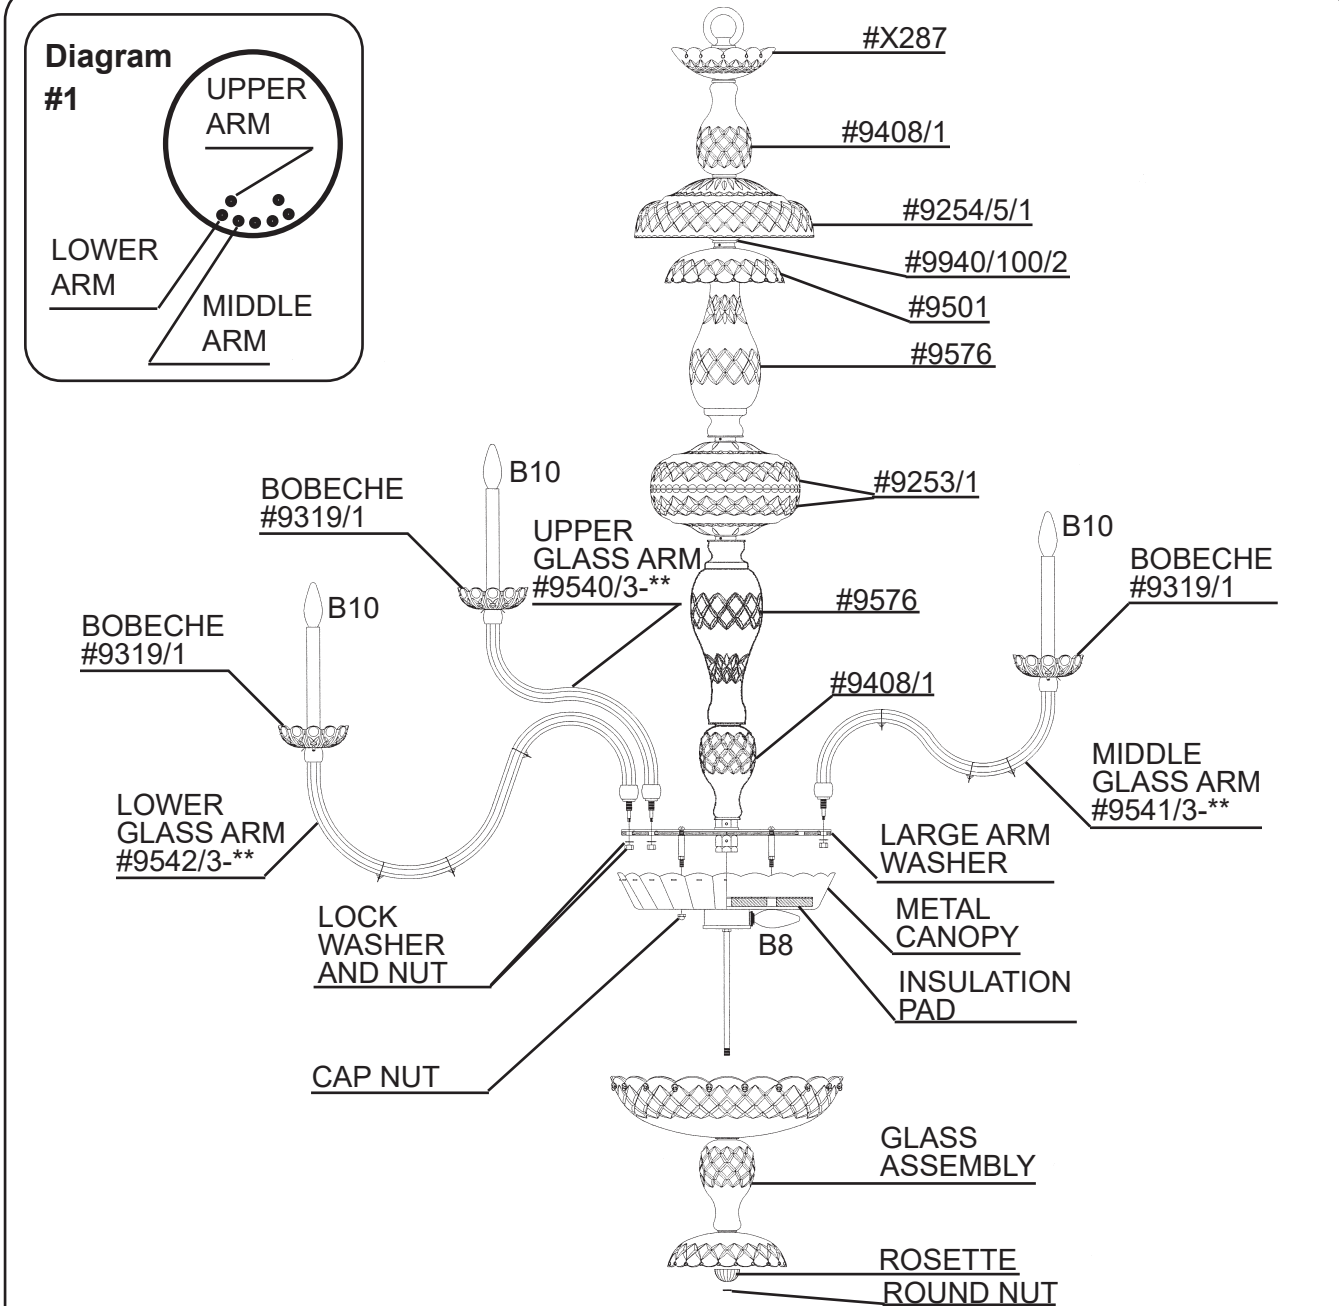 Diagram
#1
UPPER
ARM
LOWER
ARM
MIDDLE
ARM
#X287
#9408/1
#9254/5/1
#9940/100/2
#9501
#9576
#9253/1
B10
BOBECHE
#9319/1
UPPER
GLASS ARM
#9540/3-**
B10
BOBECHE
#9319/1
B10
BOBECHE
#9319/1
#9576
#9408/1
LOWER
GLASS ARM
#9542/3-**
MIDDLE
GLASS ARM
#9541/3-**
LARGE ARM
WASHER
LOCK
WASHER
AND NUT
METAL
CANOPY
B8
INSULATION
PAD
CAP NUT
GLASS
ASSEMBLY
ROSETTE
ROUND NUT